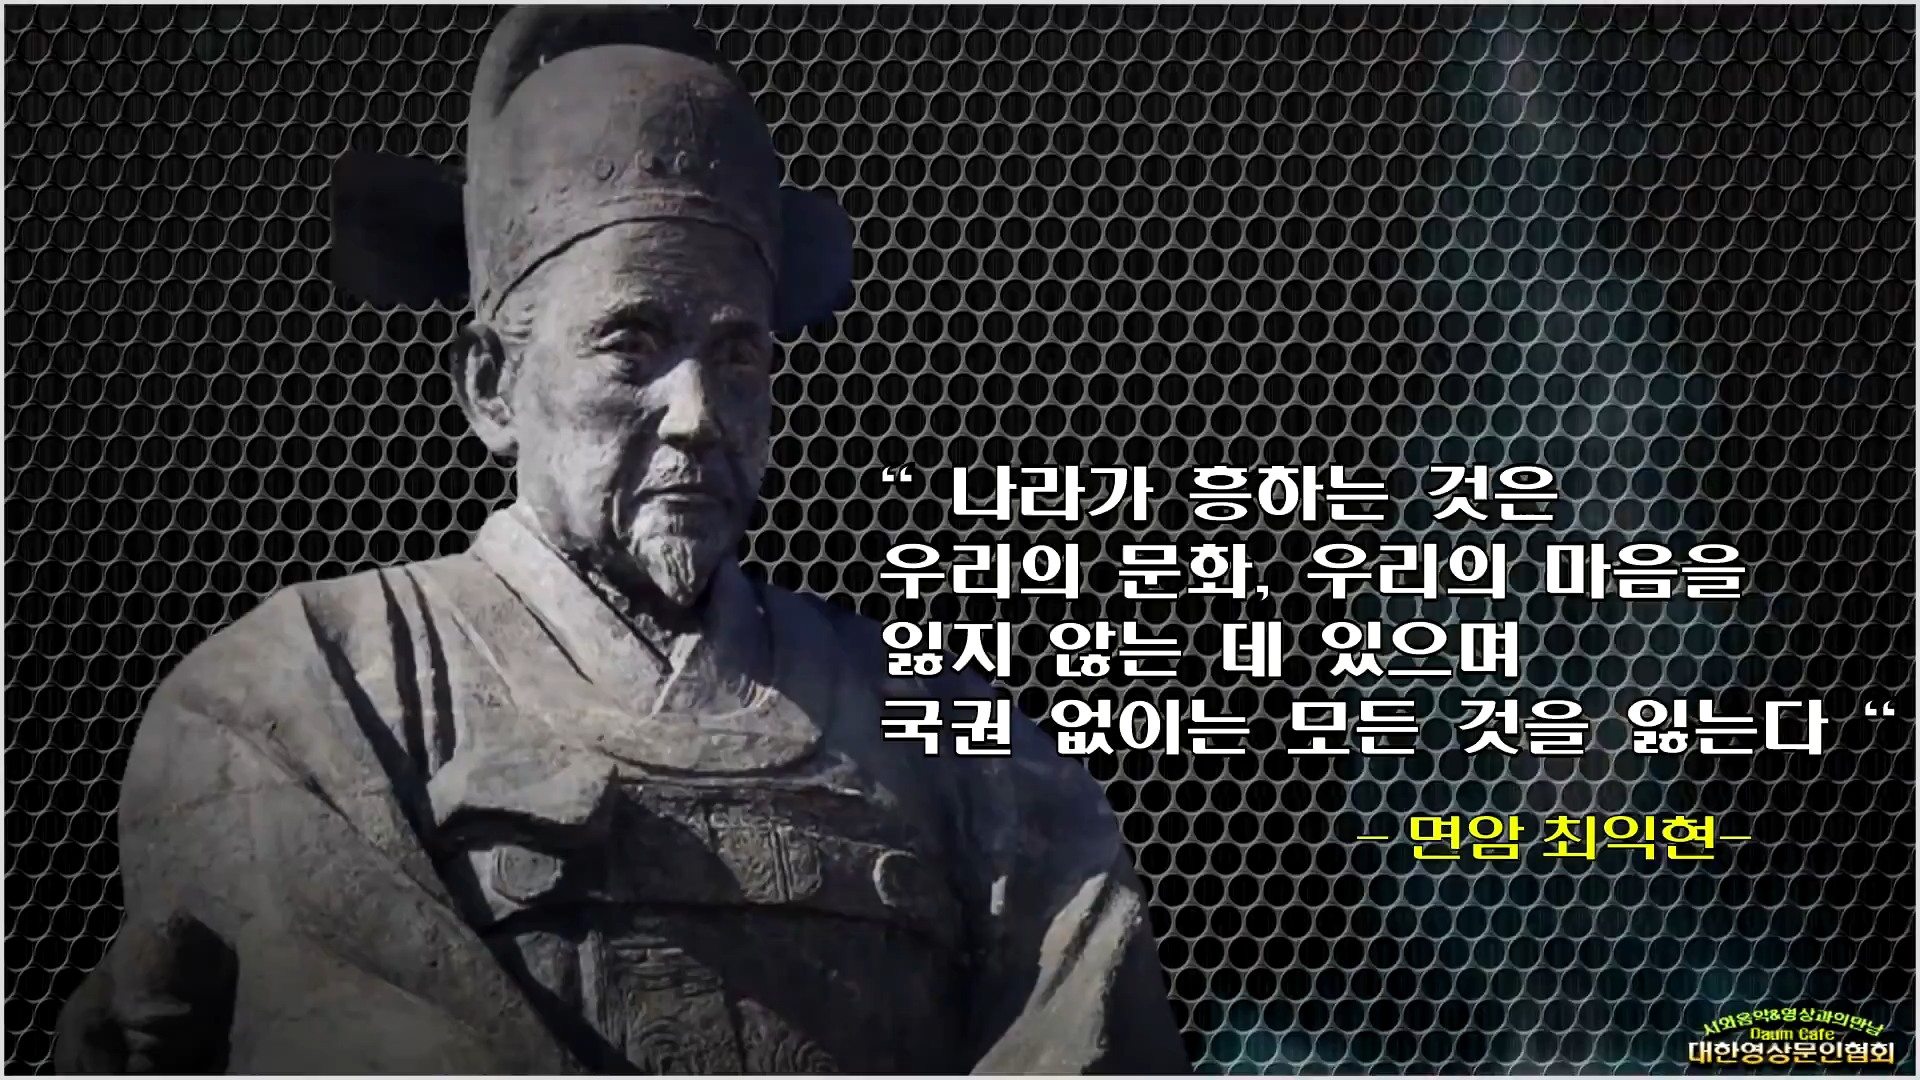 “ 나라가 흥하는 것은
우리의 문화, 우리의 마음을
잃지 않는 데 있으며
국권 없이는 모든 것을 잃는다 “
- 면암 최익현-
시와음악&영상과의만남
Daum Cafe
대한영상문인협회